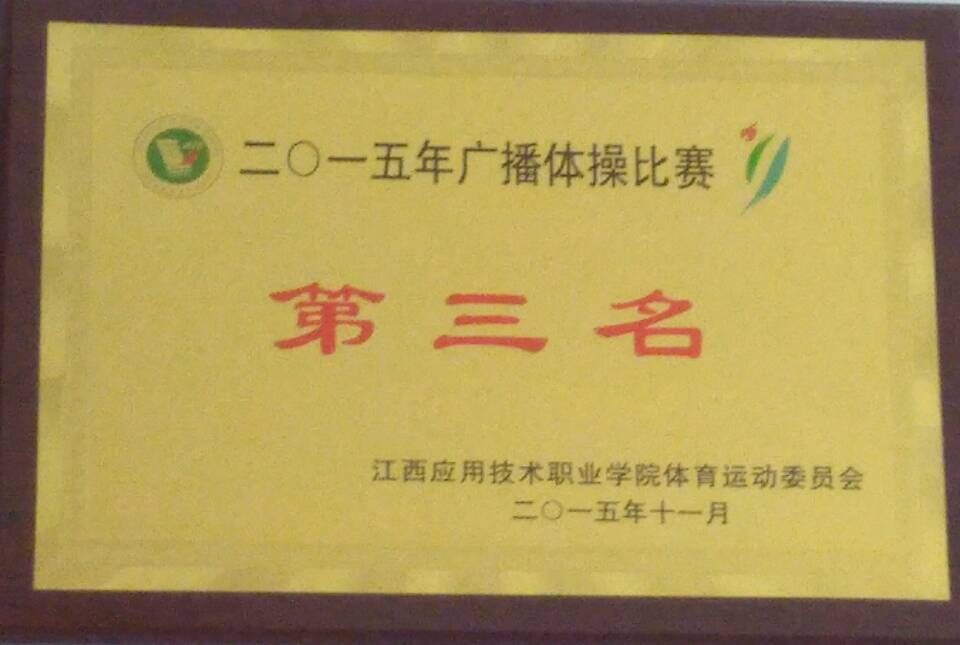 二〇一五年广播体操比赛
第三名
江西应用技术职业学院体育运动委员会
二〇一五年十一月